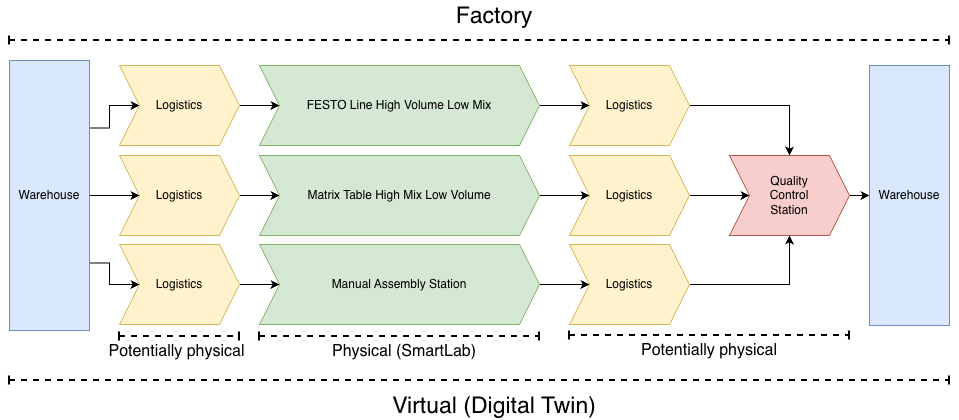 Factory
Logistics
FESTO Line High Volume Low Mix
Logistics
Warehouse
Logistics
Matrix Table High Mix Low Volume
Logistics
Quality
Control
Station
Warehouse
Logistics
Manual Assembly Station
Logistics
Potentially physical
Physical (SmartLab)
Potentially physical
Virtual (Digital Twin)